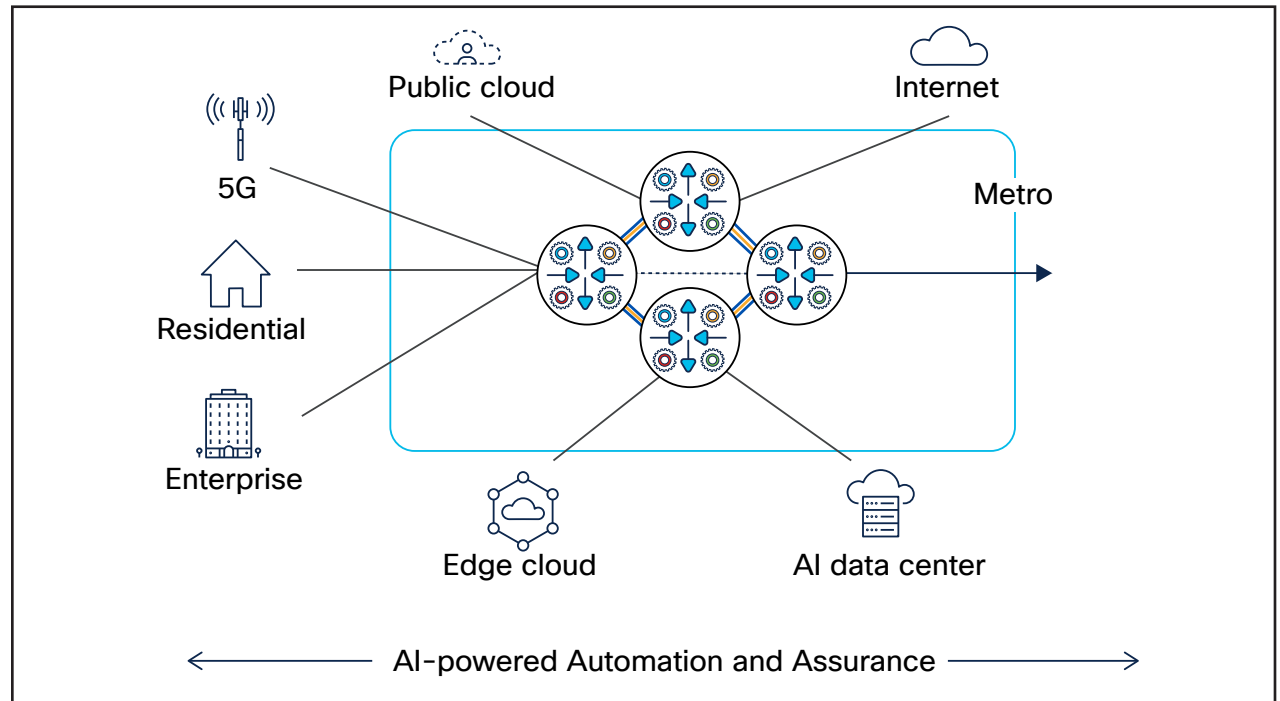 Public cloud
Internet
5G
Metro
Residential
Enterprise
Edge cloud
AI data center
AI-powered Automation and Assurance